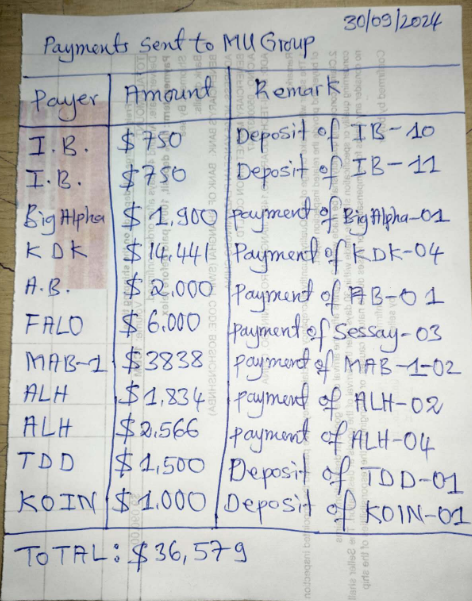 30/09/2024
Payments sent to MU Group
Payer Amount Remark
I.B. $750 Deposit of IB-10
I.B. $750 Deposit of IB-11
Big Alpha $1,900 payment of Big Alpha-01
KDK $14,441 Payment of KDK-04
A.B. $2,000 Payment of AB-01
FALO $6,000 Payment of Sessay-03
MAB-1 $3838 payment of MAB-1-02
ALH $1,834 payment of ALH-02
ALH $2,566 payment of ALH-04
TDD $1,500 Deposit of TDD-01
KOIN $1,000 Deposit of KOIN-01
TOTAL: $36,579